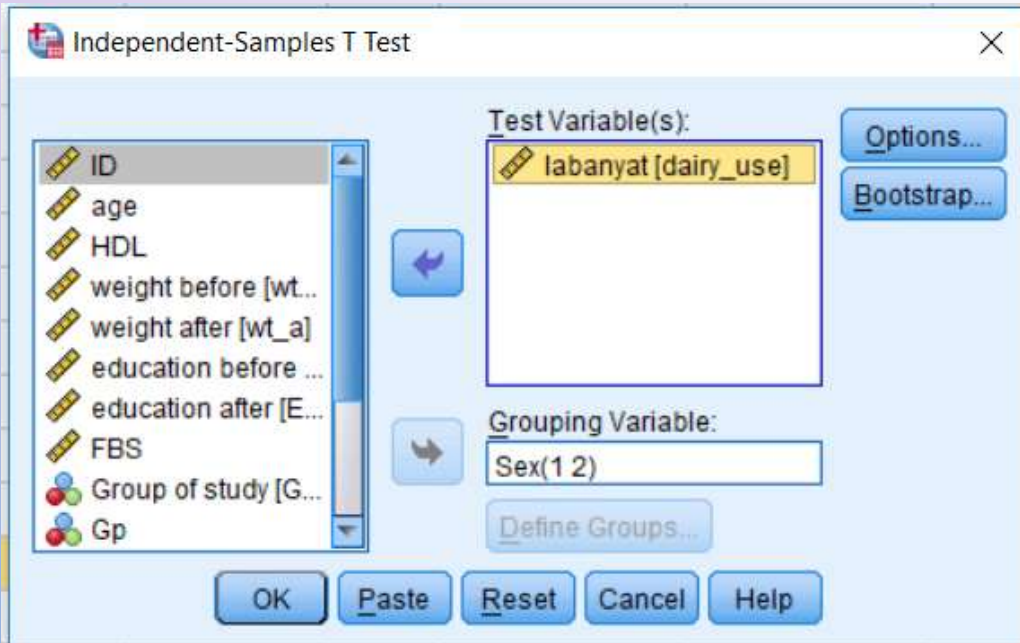 Independent-Samples T Test
ID
age
HDL
weight before [wt...
weight after [wt_a]
education before ...
education after [E...
FBS
Group of study [G...
Gp
Test Variable(s):
labanyat [dairy_use]
Grouping Variable:
Sex(1 2)
Define Groups...
Options...
Bootstrap...
OK Paste Reset Cancel Help